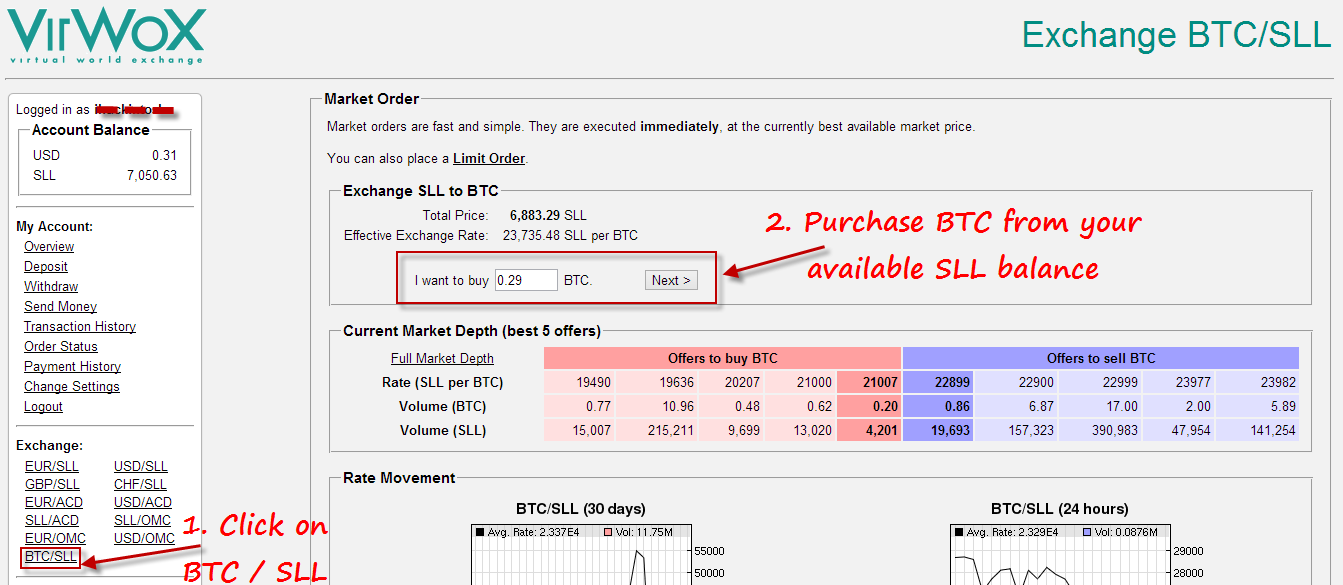 VirWoX
virtual world exchange
Exchange BTC/SLL
Logged in as
Account Balance
USD 0.31
SLL 7,050.63
My Account:
Overview
Deposit
Withdraw
Send Money
Transaction History
Order Status
Payment History
Change Settings
Logout
Exchange:
EUR/SLL USD/SLL
GBP/SLL CHF/SLL
EUR/ACD USD/ACD
SLL/ACD SLL/OMC
EUR/OMC USD/OMC
BTC/SLL
1. Click on
BTC / SLL
Market Order
Market orders are fast and simple. They are executed immediately, at the currently best available market price.
You can also place a Limit Order.
Exchange SLL to BTC
Total Price: 6,883.29 SLL
Effective Exchange Rate: 23,735.48 SLL per BTC
I want to buy 0.29 BTC. Next >
2. Purchase BTC from your
available SLL balance
Current Market Depth (best 5 offers)
Full Market Depth Offers to buy BTC Offers to sell BTC
Rate (SLL per BTC) 19490 19636 20207 21000 21007 22899 22900 22999 23977 23982
Volume (BTC) 0.77 10.96 0.48 0.62 0.20 0.86 6.87 17.00 2.00 5.89
Volume (SLL) 15,007 215,211 9,699 13,020 4,201 19,693 157,323 390,983 47,954 141,254
Rate Movement
BTC/SLL (30 days)
Avg. Rate: 2.337E4 Vol: 11.75M
55000
50000
BTC/SLL (24 hours)
Avg. Rate: 2.329E4 Vol: 0.0876M
29000
28000